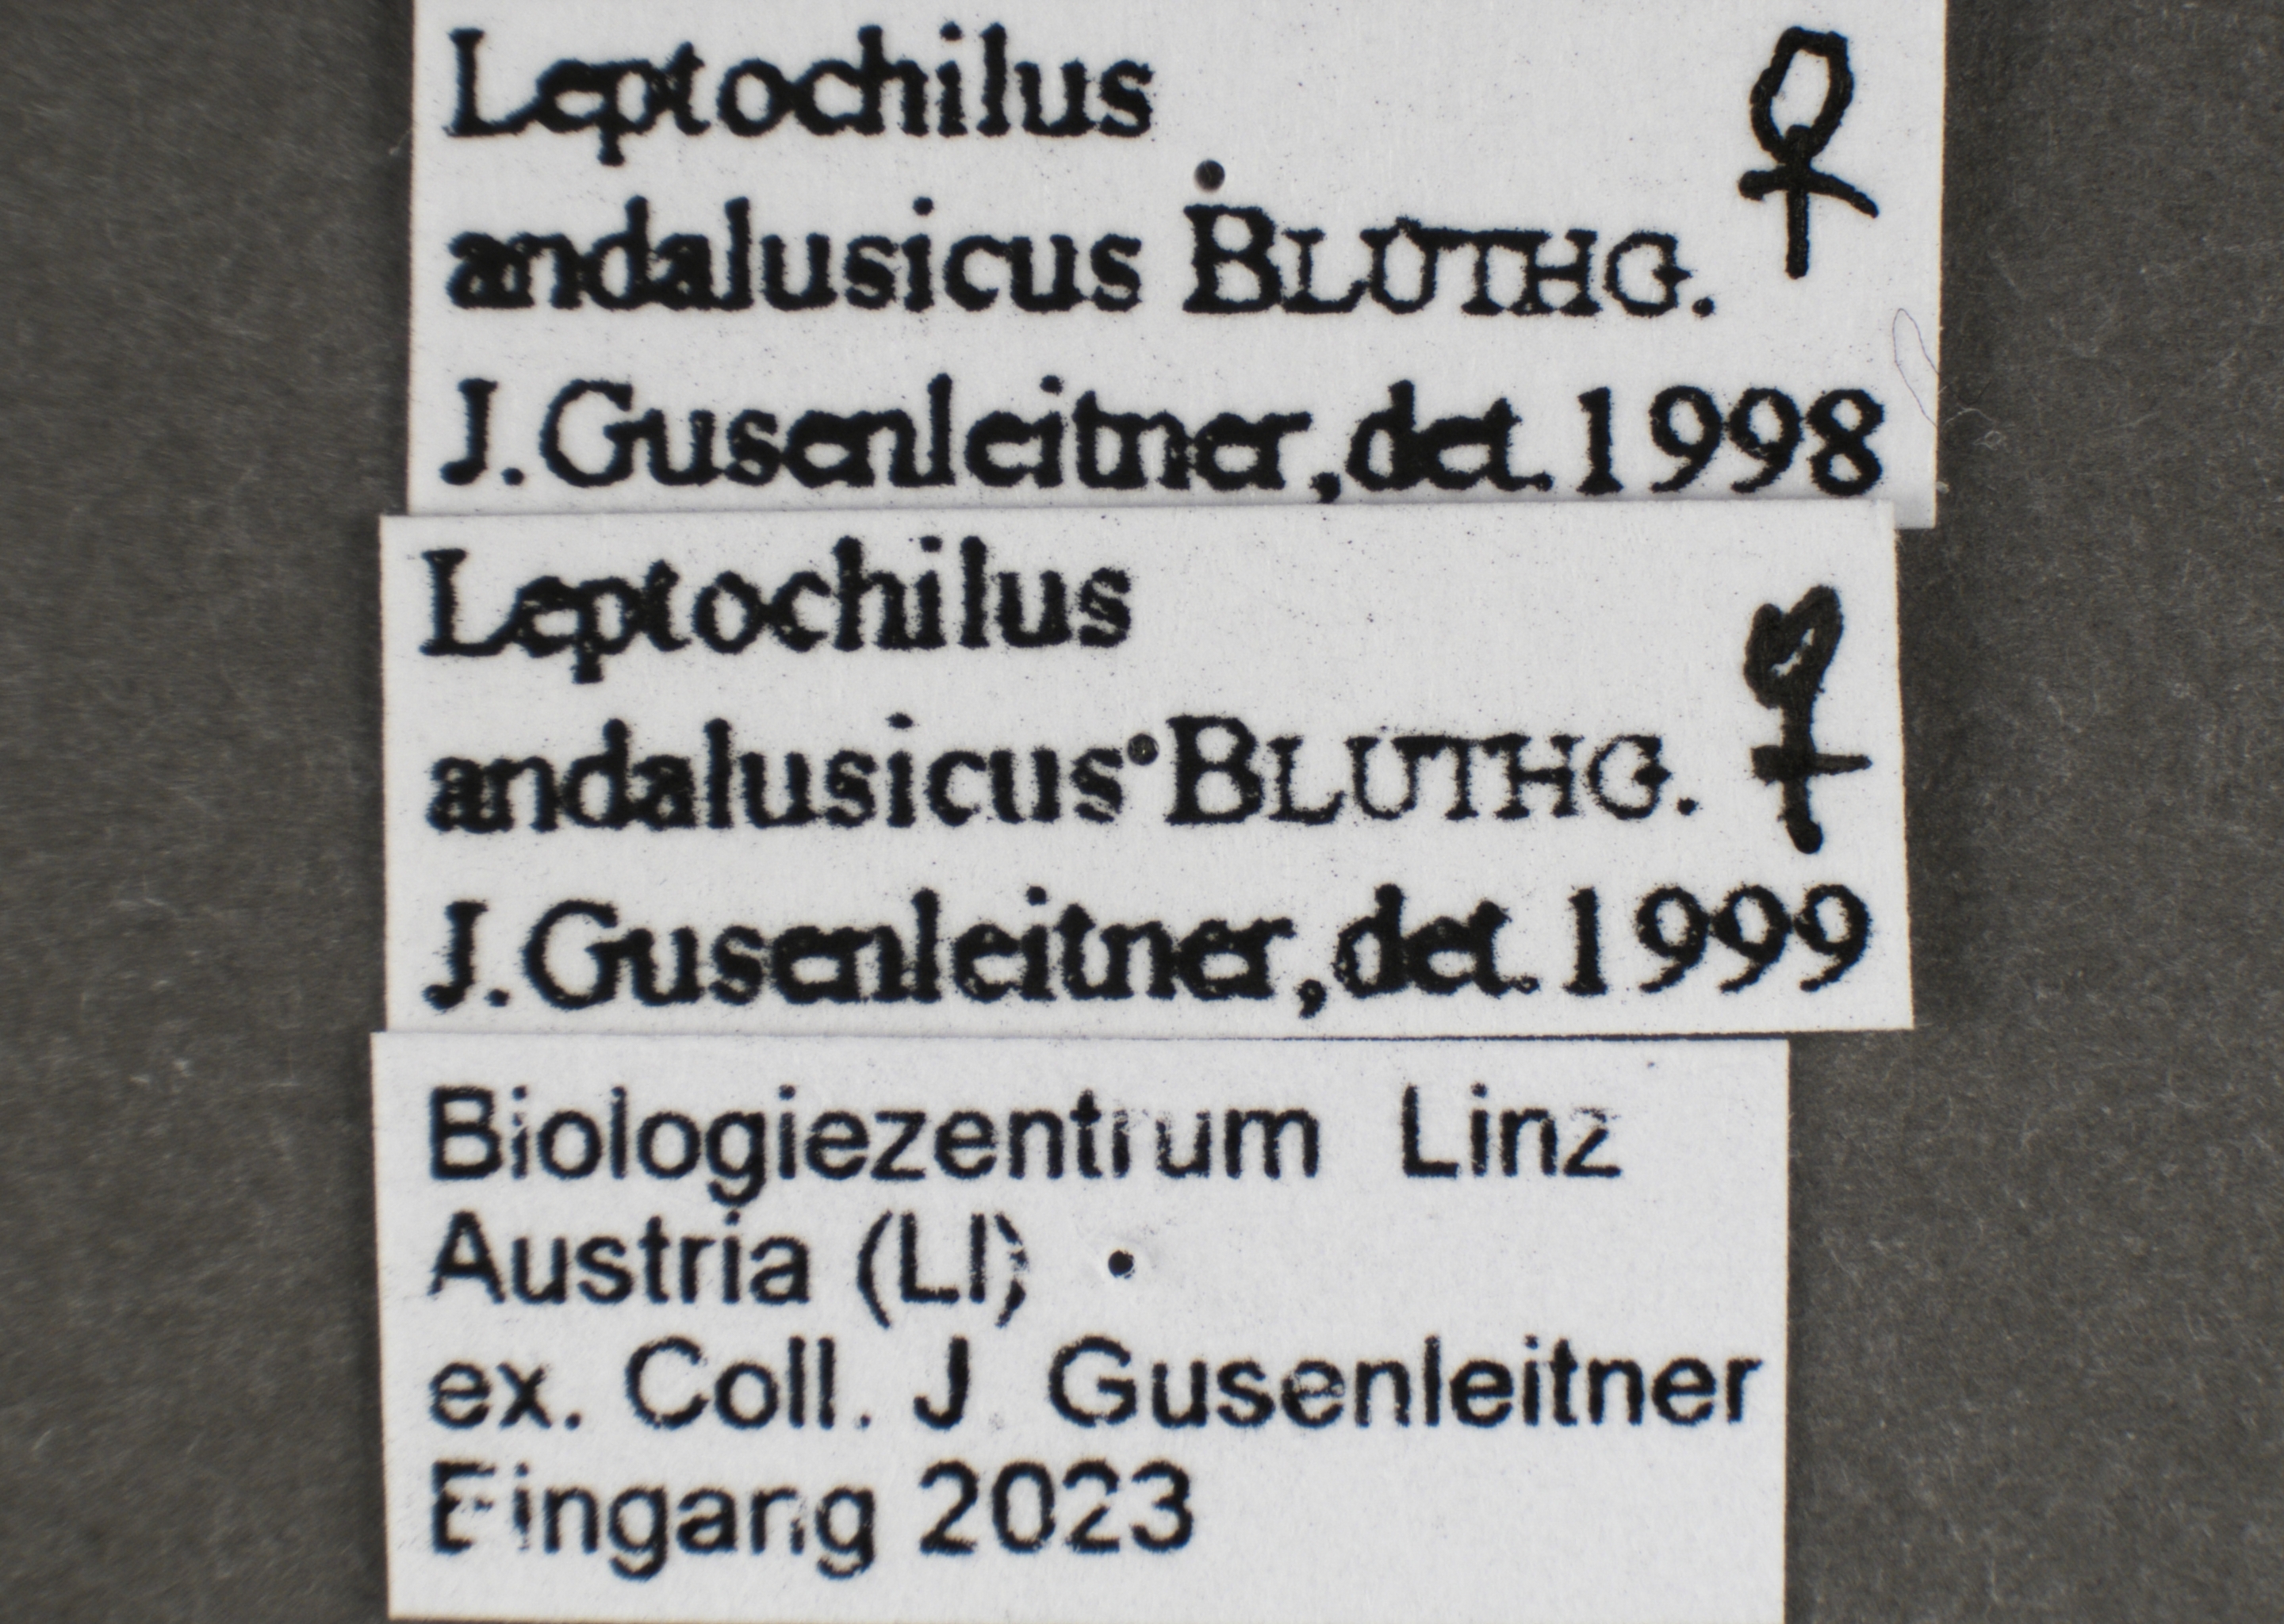 Leptochilus ♀
andalusicus BLÜTHG.
J. Gusenleitner, det. 1998
Leptochilus ♀
andalusicus BLÜTHG.
J. Gusenleitner, det. 1999
Biologiezentrum Linz
Austria (LI)
ex. Coll. J. Gusenleitner
Eingang 2023